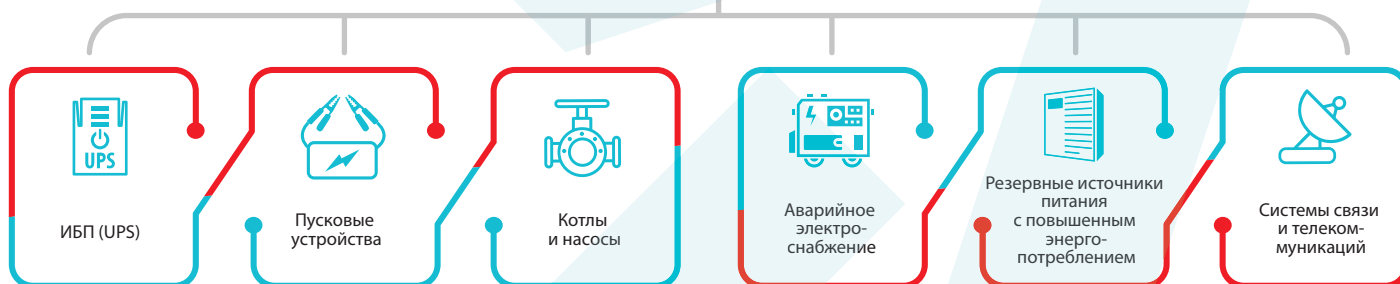 UPS
ИБП (UPS)
Пусковые
устройства
Котлы
и насосы
Аварийное
электро-
снабжение
Резервные источники
питания
с повышенным
энерго-
потреблением
Системы связи
и телеком-
муникаций